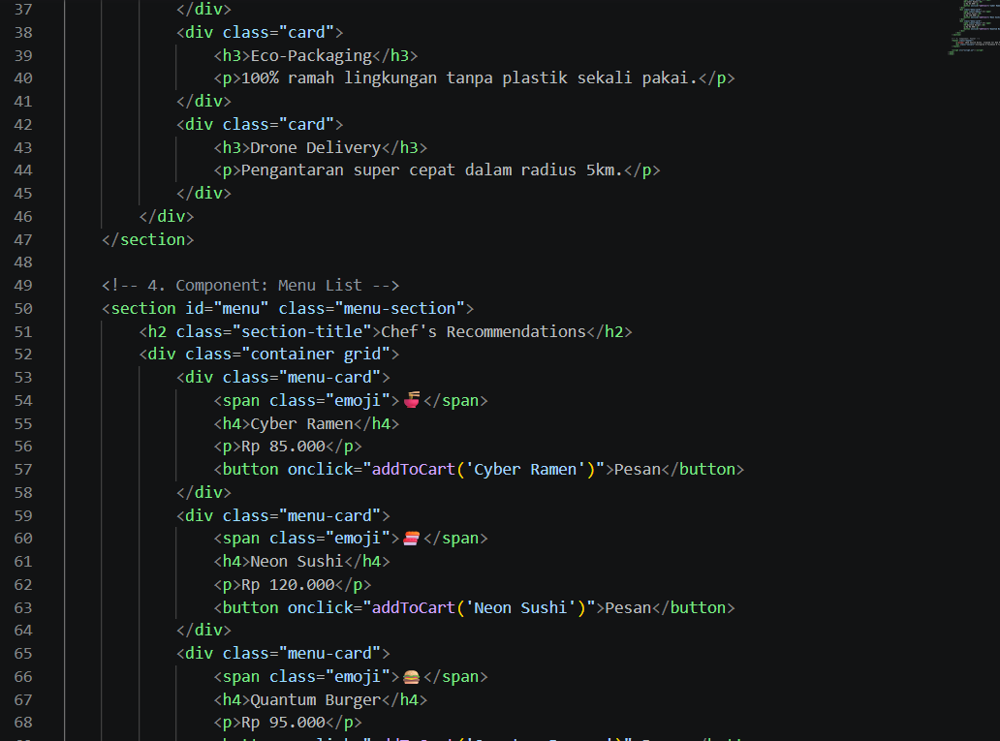 37 </div>
38 <div class="card">
39 <h3>Eco-Packaging</h3>
40 <p>100% ramah lingkungan tanpa plastik sekali pakai.</p>
41 </div>
42 <div class="card">
43 <h3>Drone Delivery</h3>
44 <p>Pengantaran super cepat dalam radius 5km.</p>
45 </div>
46 </div>
47 </section>
48
49 <!-- 4. Component: Menu List -->
50 <section id="menu" class="menu-section">
51 <h2 class="section-title">Chef's Recommendations</h2>
52 <div class="container grid">
53 <div class="menu-card">
54 <span class="emoji">🍜</span>
55 <h4>Cyber Ramen</h4>
56 <p>Rp 85.000</p>
57 <button onclick="addToCart('Cyber Ramen')">Pesan</button>
58 </div>
59 <div class="menu-card">
60 <span class="emoji">🍣</span>
61 <h4>Neon Sushi</h4>
62 <p>Rp 120.000</p>
63 <button onclick="addToCart('Neon Sushi')">Pesan</button>
64 </div>
65 <div class="menu-card">
66 <span class="emoji">🍔</span>
67 <h4>Quantum Burger</h4>
68 <p>Rp 95.000</p>